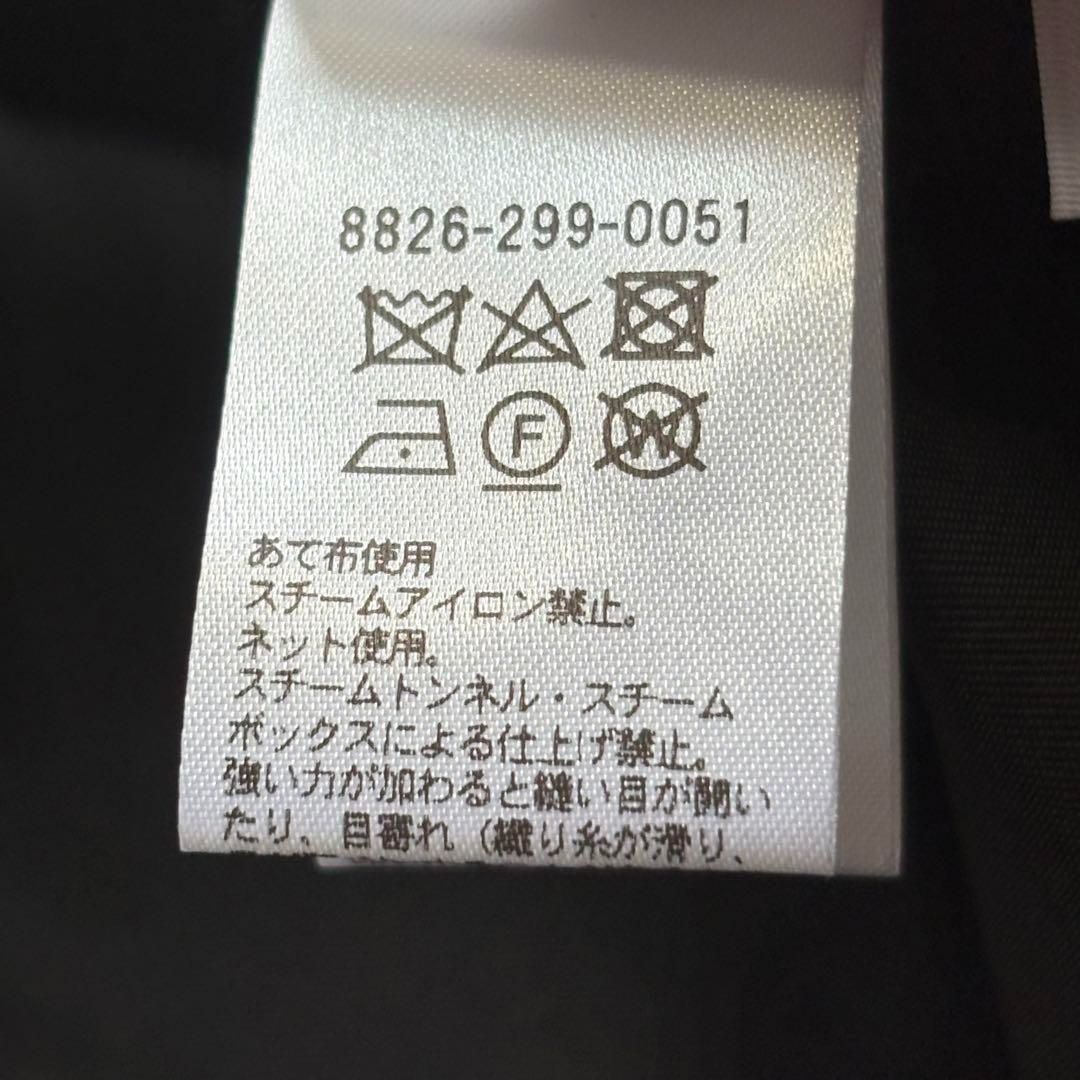 8826-299-0051
F
W
あて布使用
スチームアイロン禁止。
ネット使用。
スチームトンネル・スチーム
ボックスによる仕上げ禁止。
強い力が加わると縫い目が開い
たり、目寄れ（織り糸が滑り、